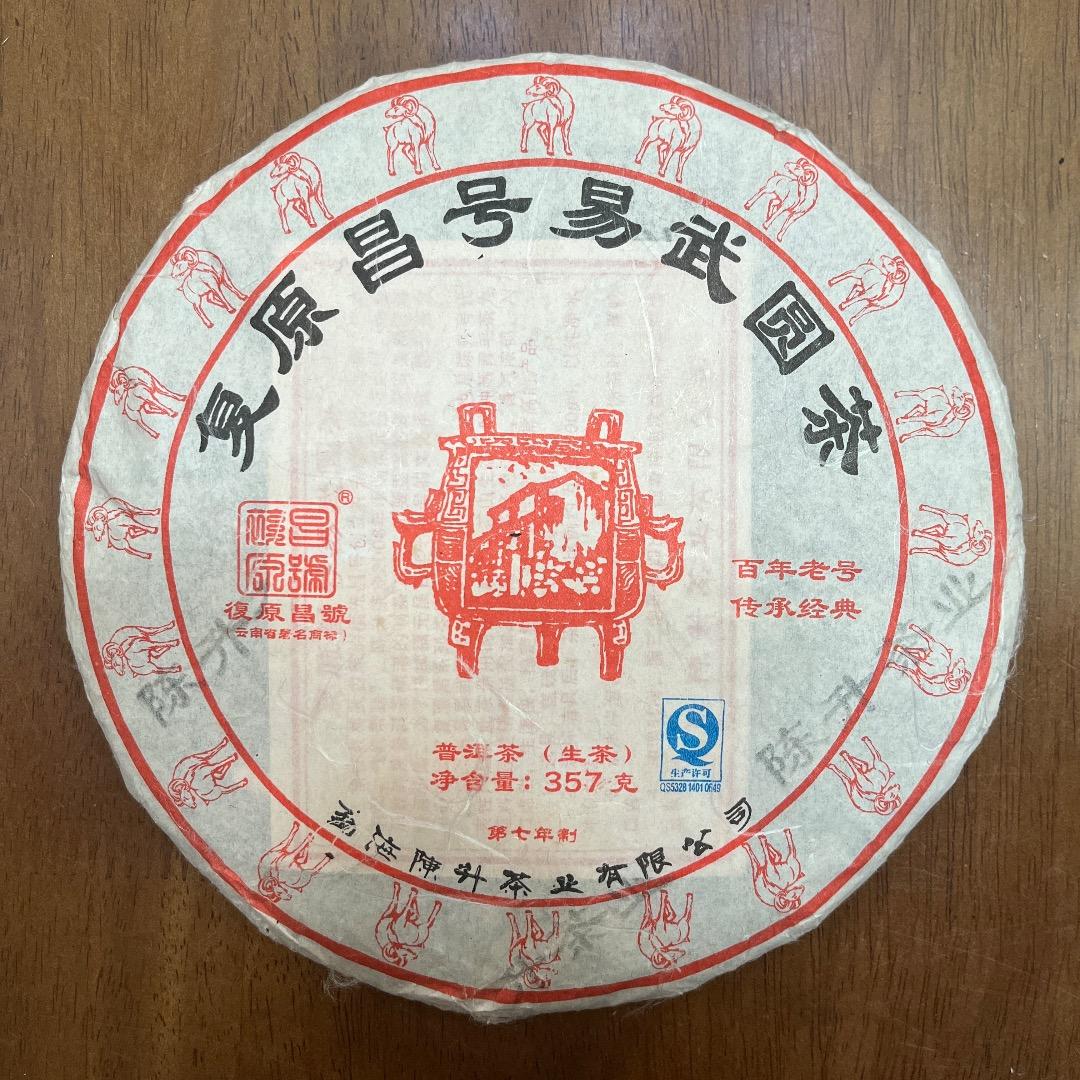 复原昌号易武圆茶
復原
昌號
®
復原昌號
(云南省著名商标)
百年老号
传承经典
普洱茶（生茶）
净含量：357克
第七年制
S
生产许可
QS5328 1401 0649
勐海陳升茶业有限公司
陈升
陈升茶业
茶